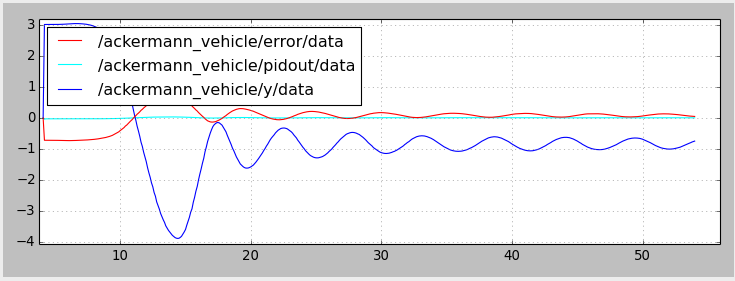 3
/ackermann_vehicle/error/data
2
/ackermann_vehicle/pidout/data
1
/ackermann_vehicle/y/data
0
−1
−2
−3
−4
10 20 30 40 50